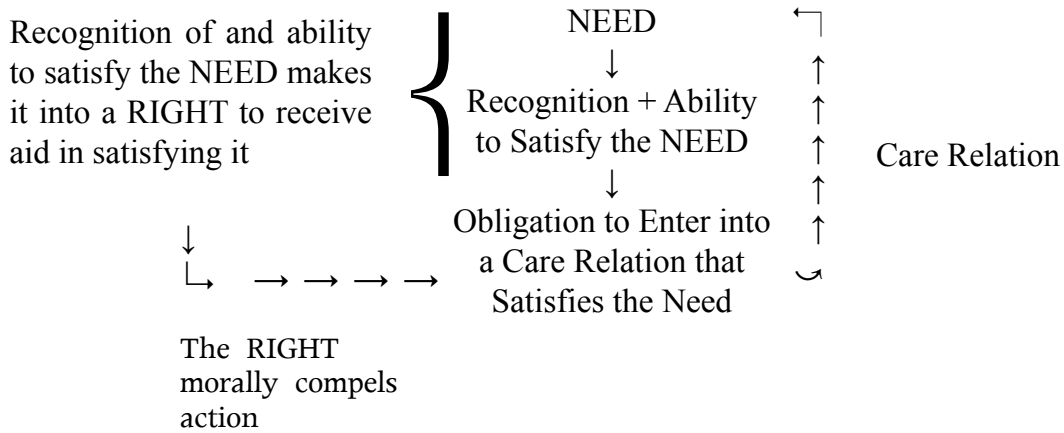 Recognition of and ability
to satisfy the NEED makes
it into a RIGHT to receive
aid in satisfying it
NEED
↓
Recognition + Ability
to Satisfy the NEED
↓
Obligation to Enter into
a Care Relation that
Satisfies the Need
Care Relation
The RIGHT
morally compels
action